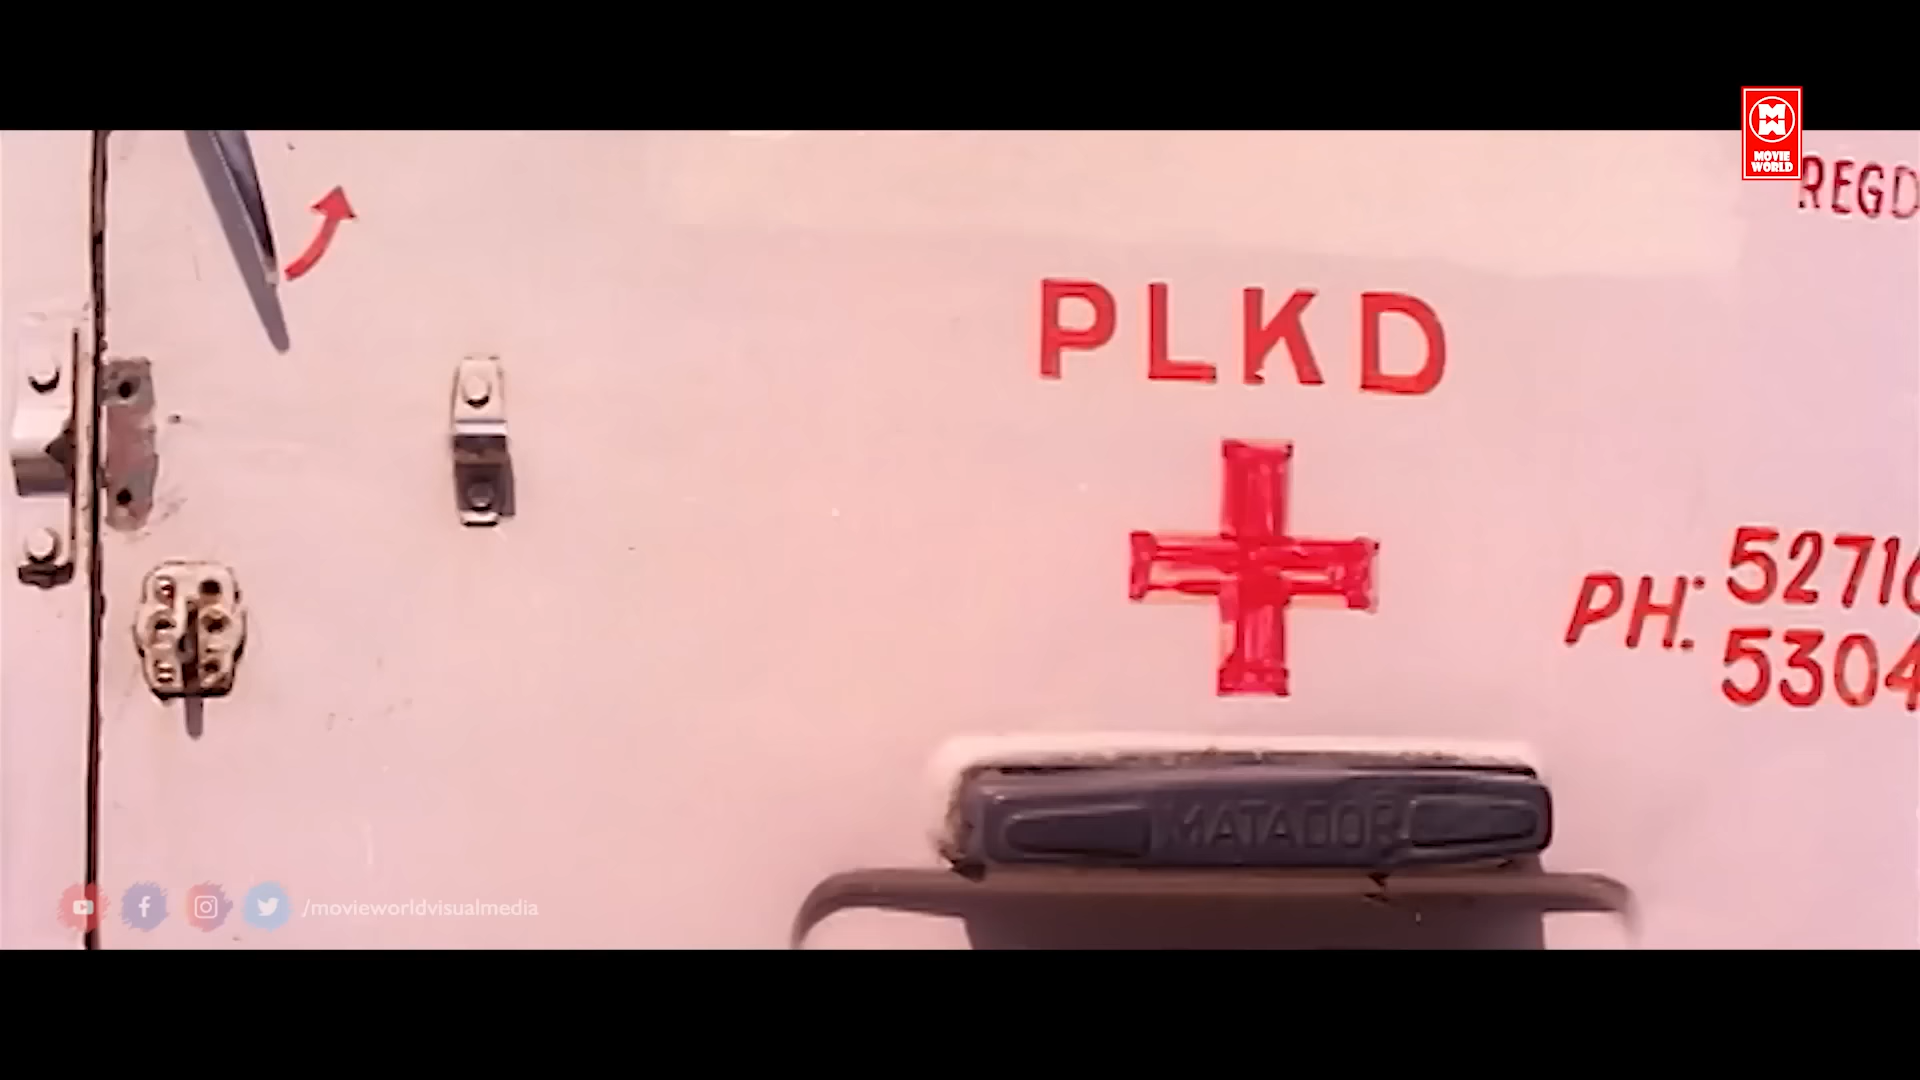 MOVIE
WORLD
REGD
PLKD
PH: 52716
5304
MATADOR
/movieworldvisualmedia